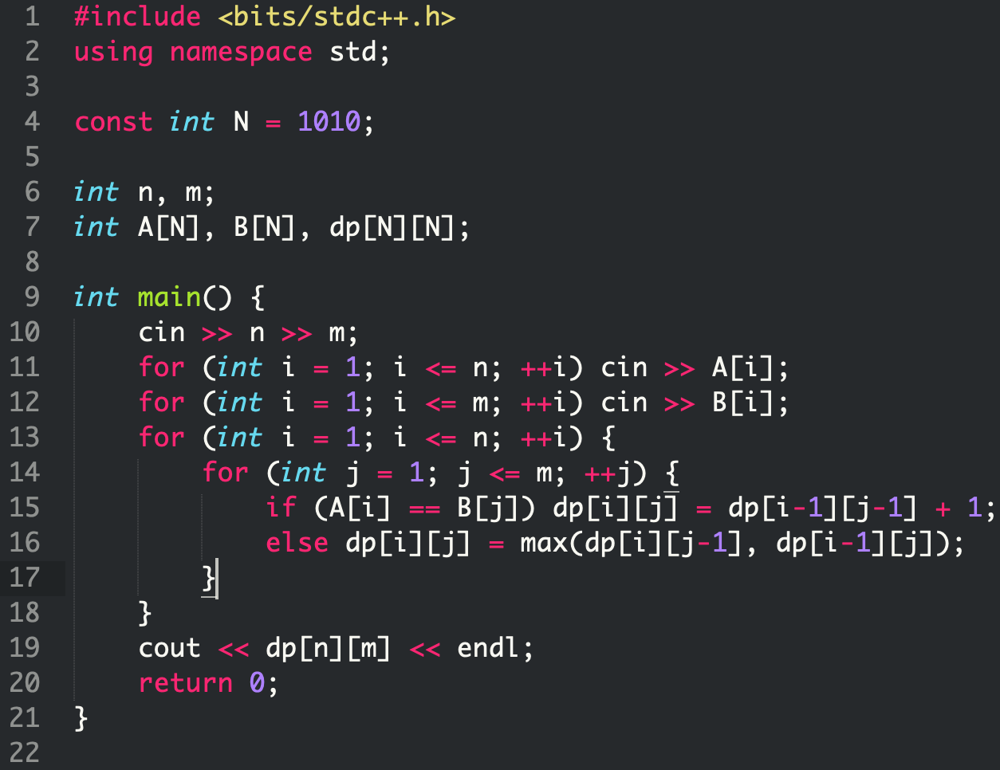 1 #include <bits/stdc++.h>
2 using namespace std;
3
4 const int N = 1010;
5
6 int n, m;
7 int A[N], B[N], dp[N][N];
8
9 int main() {
10     cin >> n >> m;
11     for (int i = 1; i <= n; ++i) cin >> A[i];
12     for (int i = 1; i <= m; ++i) cin >> B[i];
13     for (int i = 1; i <= n; ++i) {
14         for (int j = 1; j <= m; ++j) {
15             if (A[i] == B[j]) dp[i][j] = dp[i-1][j-1] + 1;
16             else dp[i][j] = max(dp[i][j-1], dp[i-1][j]);
17         }
18     }
19     cout << dp[n][m] << endl;
20     return 0;
21 }
22